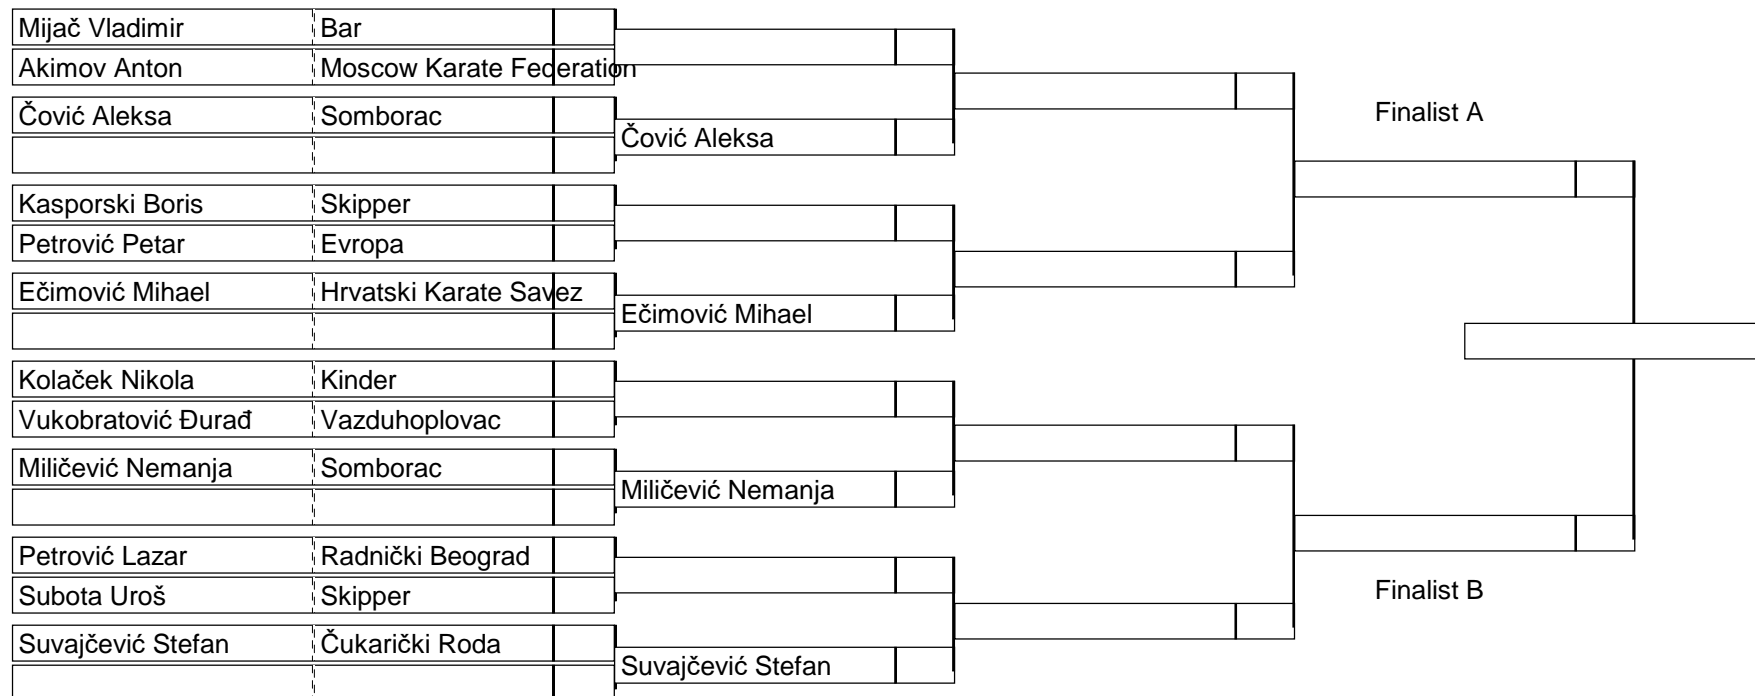 Mijač Vladimir Bar
Akimov Anton Moscow Karate Federation
Čović Aleksa Somborac
Čović Aleksa
Finalist A
Kasporski Boris Skipper
Petrović Petar Evropa
Ečimović Mihael Hrvatski Karate Savez
Ečimović Mihael
Kolaček Nikola Kinder
Vukobratović Đurađ Vazduhoplovac
Miličević Nemanja Somborac
Miličević Nemanja
Petrović Lazar Radnički Beograd
Subota Uroš Skipper
Finalist B
Suvajčević Stefan Čukarički Roda
Suvajčević Stefan